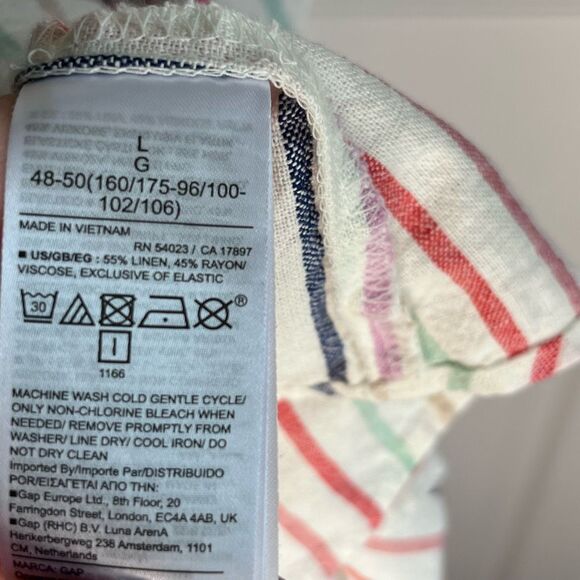 L
G
48-50(160/175-96/100-
102/106)
MADE IN VIETNAM
RN 54023 / CA 17897
■ US/GB/EG : 55% LINEN, 45% RAYON/
VISCOSE, EXCLUSIVE OF ELASTIC
30
®
I
1166
MACHINE WASH COLD GENTLE CYCLE/
ONLY NON-CHLORINE BLEACH WHEN
NEEDED/ REMOVE PROMPTLY FROM
WASHER/ LINE DRY/ COOL IRON/ DO
NOT DRY CLEAN
Imported By/Importe Par/DISTRIBUIDO
POR/ΕΙΣΑΓΕΤΑΙ ΑΠΟ ΤΗΝ
■Gap Europe Ltd., 8th Floor, 20
Farringdon Street, London, EC4A 4AB, UK
■Gap (RHC) B.V. Luna ArenA
Herikerbergweg 238 Amsterdam, 1101
CM, Netherlands
MARCA: GAP